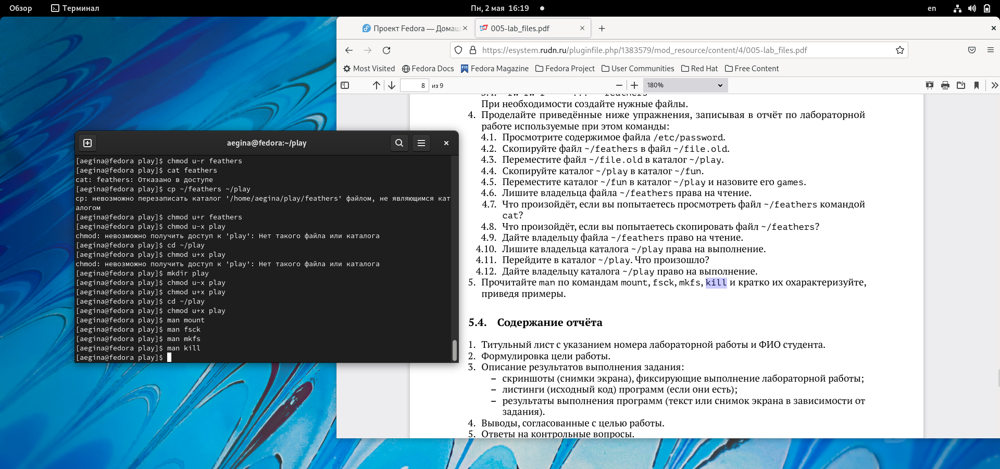 Обзор
Терминал
Пн, 2 мая 16:19
en
Проект Fedora — Домаш
005-lab_files.pdf
https://esystem.rudn.ru/pluginfile.php/1383579/mod_resource/content/4/005-lab_files.pdf
Most Visited
Fedora Docs
Fedora Magazine
Fedora Project
User Communities
Red Hat
Free Content
8 из 9
180%
При необходимости создайте нужные файлы.
4. Проделайте приведённые ниже упражнения, записывая в отчёт по лабораторной
работе используемые при этом команды:
4.1. Просмотрите содержимое файла /etc/password.
4.2. Скопируйте файл ~/feathers в файл ~/file.old.
4.3. Переместите файл ~/file.old в каталог ~/play.
4.4. Скопируйте каталог ~/play в каталог ~/fun.
4.5. Переместите каталог ~/fun в каталог ~/play и назовите его games.
4.6. Лишите владельца файла ~/feathers права на чтение.
4.7. Что произойдёт, если вы попытаетесь просмотреть файл ~/feathers командой
cat?
4.8. Что произойдёт, если вы попытаетесь скопировать файл ~/feathers?
4.9. Дайте владельцу файла ~/feathers право на чтение.
4.10. Лишите владельца каталога ~/play права на выполнение.
4.11. Перейдите в каталог ~/play. Что произошло?
4.12. Дайте владельцу каталога ~/play право на выполнение.
5. Прочитайте man по командам mount, fsck, mkfs, kill и кратко их охарактеризуйте,
приведя примеры.
5.4. Содержание отчёта
1. Титульный лист с указанием номера лабораторной работы и ФИО студента.
2. Формулировка цели работы.
3. Описание результатов выполнения задания:
– скриншоты (снимки экрана), фиксирующие выполнение лабораторной работы;
– листинги (исходный код) программ (если они есть);
– результаты выполнения программ (текст или снимок экрана в зависимости от
задания).
4. Выводы, согласованные с целью работы.
5. Ответы на контрольные вопросы.
aegina@fedora:~/play
[aegina@fedora play]$ chmod u-r feathers
[aegina@fedora play]$ cat feathers
cat: feathers: Отказано в доступе
[aegina@fedora play]$ cp ~/feathers ~/play
cp: невозможно перезаписать каталог '/home/aegina/play/feathers' файлом, не являющимся кат
алогом
[aegina@fedora play]$ chmod u+r feathers
[aegina@fedora play]$ chmod u-x play
chmod: невозможно получить доступ к 'play': Нет такого файла или каталога
[aegina@fedora play]$ cd ~/play
[aegina@fedora play]$ chmod u+x play
chmod: невозможно получить доступ к 'play': Нет такого файла или каталога
[aegina@fedora play]$ mkdir play
[aegina@fedora play]$ chmod u-x play
[aegina@fedora play]$ chmod u+x play
[aegina@fedora play]$ cd ~/play
[aegina@fedora play]$ chmod u+x play
[aegina@fedora play]$ man mount
[aegina@fedora play]$ man fsck
[aegina@fedora play]$ man mkfs
[aegina@fedora play]$ man kill
[aegina@fedora play]$